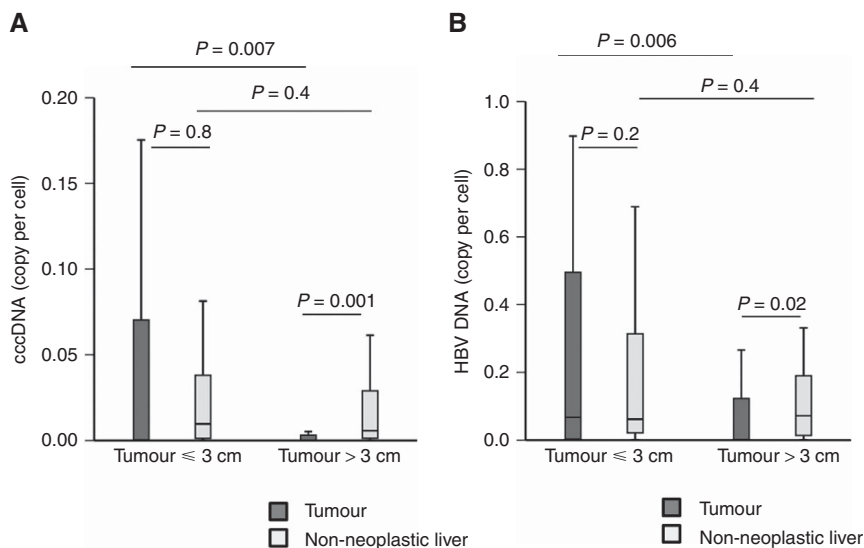 A
P = 0.007
P = 0.4
P = 0.8
P = 0.001
0.20
0.15
0.10
0.05
0.00
cccDNA (copy per cell)
Tumour ⩽ 3 cm
Tumour > 3 cm
Tumour
Non-neoplastic liver
B
P = 0.006
P = 0.4
P = 0.2
P = 0.02
1.0
0.8
0.6
0.4
0.2
0.0
HBV DNA (copy per cell)
Tumour ⩽ 3 cm
Tumour > 3 cm
Tumour
Non-neoplastic liver